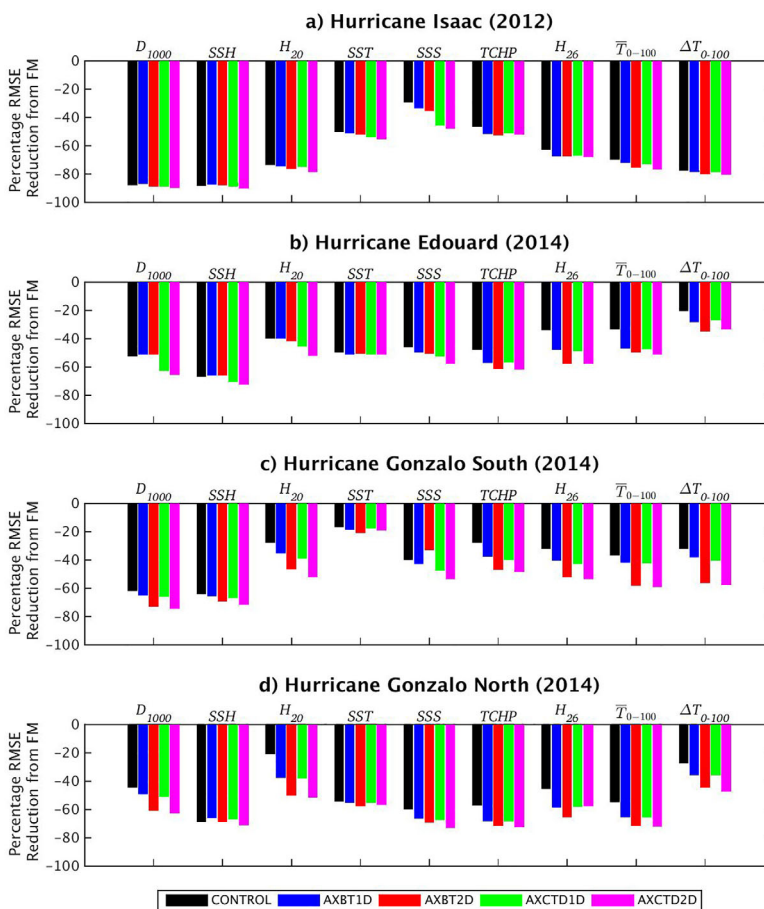 a) Hurricane Isaac (2012)
D1000 SSH H20 SST SSS TCHP H26 T̅0−100 ΔT0-100
Percentage RMSE
Reduction from FM
0
-20
-40
-60
-80
-100
b) Hurricane Edouard (2014)
D1000 SSH H20 SST SSS TCHP H26 T̅0−100 ΔT0-100
Percentage RMSE
Reduction from FM
0
-20
-40
-60
-80
-100
c) Hurricane Gonzalo South (2014)
D1000 SSH H20 SST SSS TCHP H26 T̅0−100 ΔT0-100
Percentage RMSE
Reduction from FM
0
-20
-40
-60
-80
-100
d) Hurricane Gonzalo North (2014)
D1000 SSH H20 SST SSS TCHP H26 T̅0−100 ΔT0-100
Percentage RMSE
Reduction from FM
0
-20
-40
-60
-80
-100
CONTROL AXBT1D AXBT2D AXCTD1D AXCTD2D